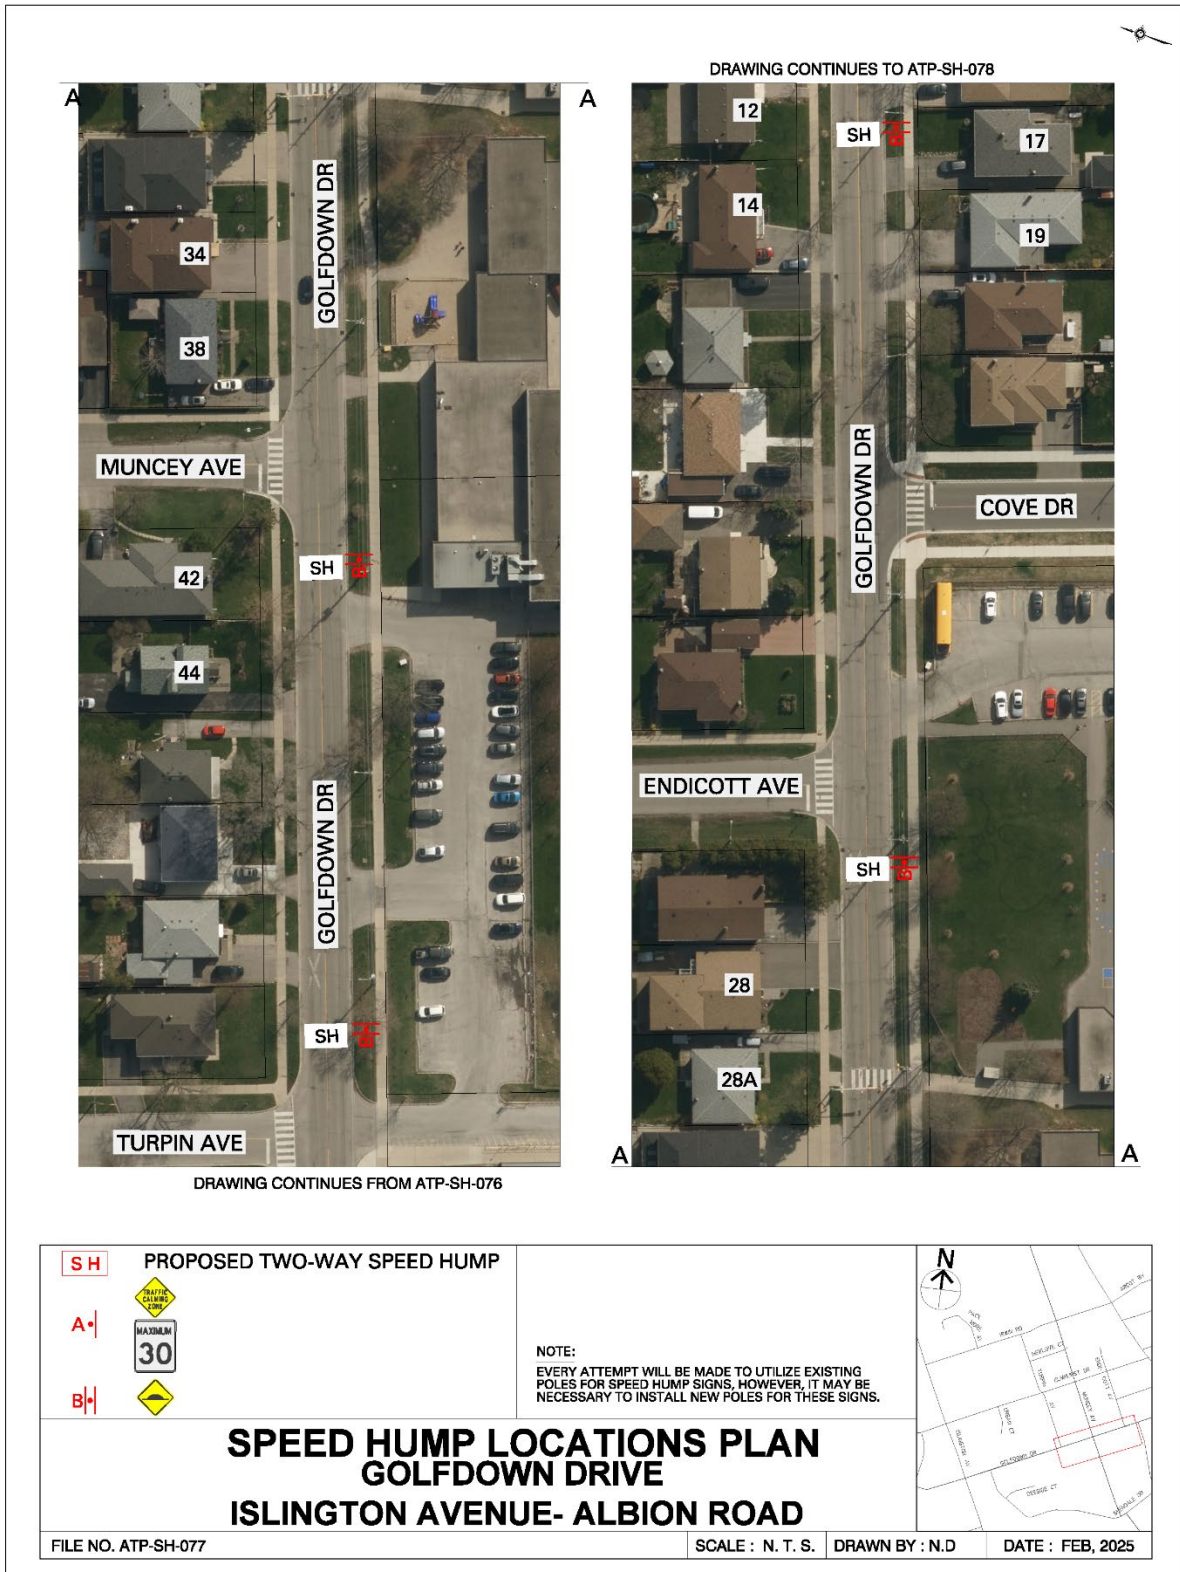 DRAWING CONTINUES TO ATP-SH-078
A
A
GOLFDOWN DR
34
38
MUNCEY AVE
SH
B
42
44
GOLFDOWN DR
SH
B
TURPIN AVE
DRAWING CONTINUES FROM ATP-SH-076
12
SH
B
17
14
19
GOLFDOWN DR
COVE DR
ENDICOTT AVE
SH
B
28
28A
A
A
SH
PROPOSED TWO-WAY SPEED HUMP
TRAFFIC
CALMING
ZONE
A
MAXIMUM
30
B
NOTE:
EVERY ATTEMPT WILL BE MADE TO UTILIZE EXISTING
POLES FOR SPEED HUMP SIGNS, HOWEVER, IT MAY BE
NECESSARY TO INSTALL NEW POLES FOR THESE SIGNS.
N
GOLFDOWN DR
SPEED HUMP LOCATIONS PLAN
GOLFDOWN DRIVE
ISLINGTON AVENUE- ALBION ROAD
FILE NO. ATP-SH-077
SCALE : N. T. S.
DRAWN BY : N.D
DATE : FEB, 2025